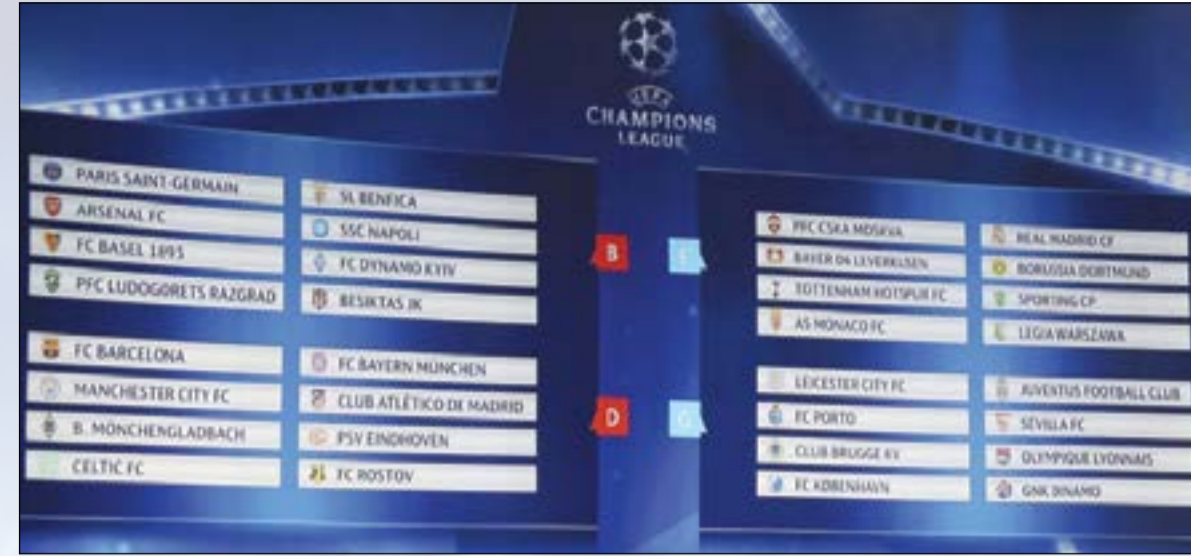 UEFA
CHAMPIONS
LEAGUE
PARIS SAINT-GERMAIN
ARSENAL FC
FC BASEL 1893
PFC LUDOGORETS RAZGRAD
SL BENFICA
SSC NAPOLI
FC DYNAMO KYIV
BESIKTAS JK
B
E
PFC CSKA MOSKVA
BAYER 04 LEVERKUSEN
TOTTENHAM HOTSPUR FC
AS MONACO FC
REAL MADRID CF
BORUSSIA DORTMUND
SPORTING CP
LEGIA WARSZAWA
FC BARCELONA
MANCHESTER CITY FC
B. MÖNCHENGLADBACH
CELTIC FC
FC BAYERN MÜNCHEN
CLUB ATLÉTICO DE MADRID
PSV EINDHOVEN
FC ROSTOV
D
G
LEICESTER CITY FC
FC PORTO
CLUB BRUGGE KV
FC KØBENHAVN
JUVENTUS FOOTBALL CLUB
SEVILLA FC
OLYMPIQUE LYONNAIS
GNK DINAMO